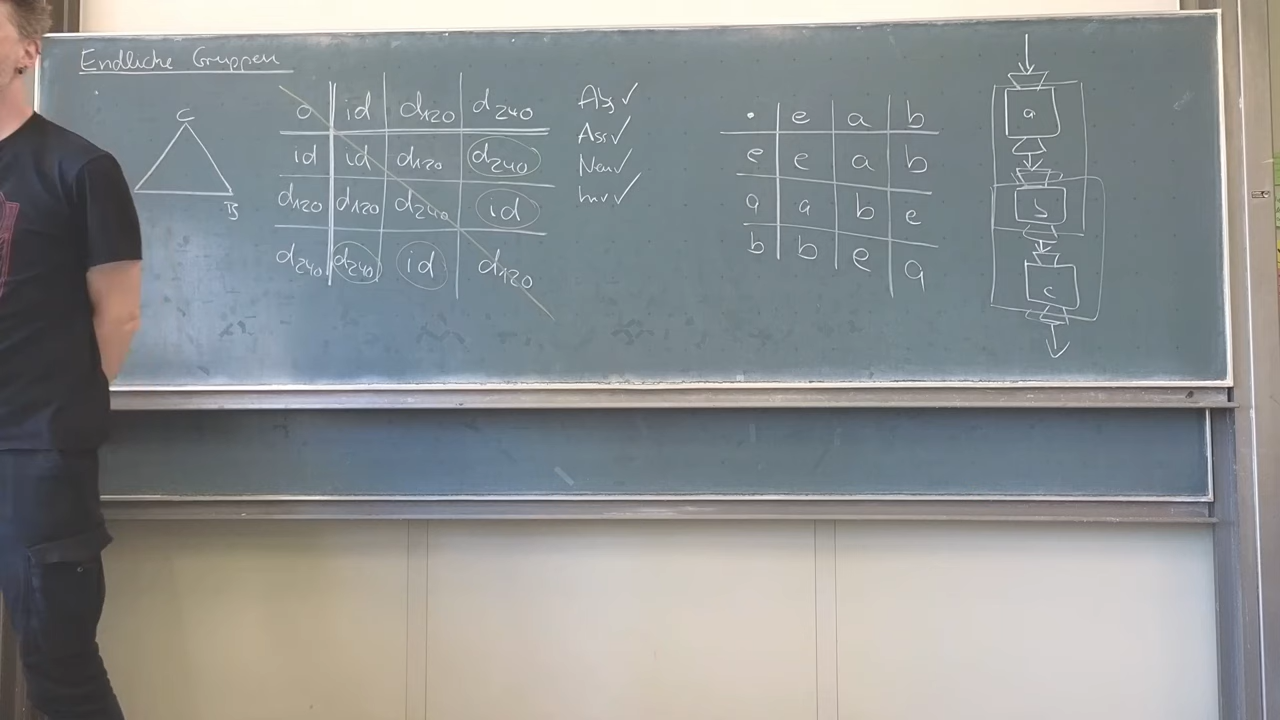 Endliche Gruppen
C
B
∘ id d120 d240
id id d120 d240
d120 d120 d240 id
d240 d240 id d120
Abg ✓
Ass ✓
Neu ✓
Inv ✓
• e a b
e e a b
a a b e
b b e a
a
b
c